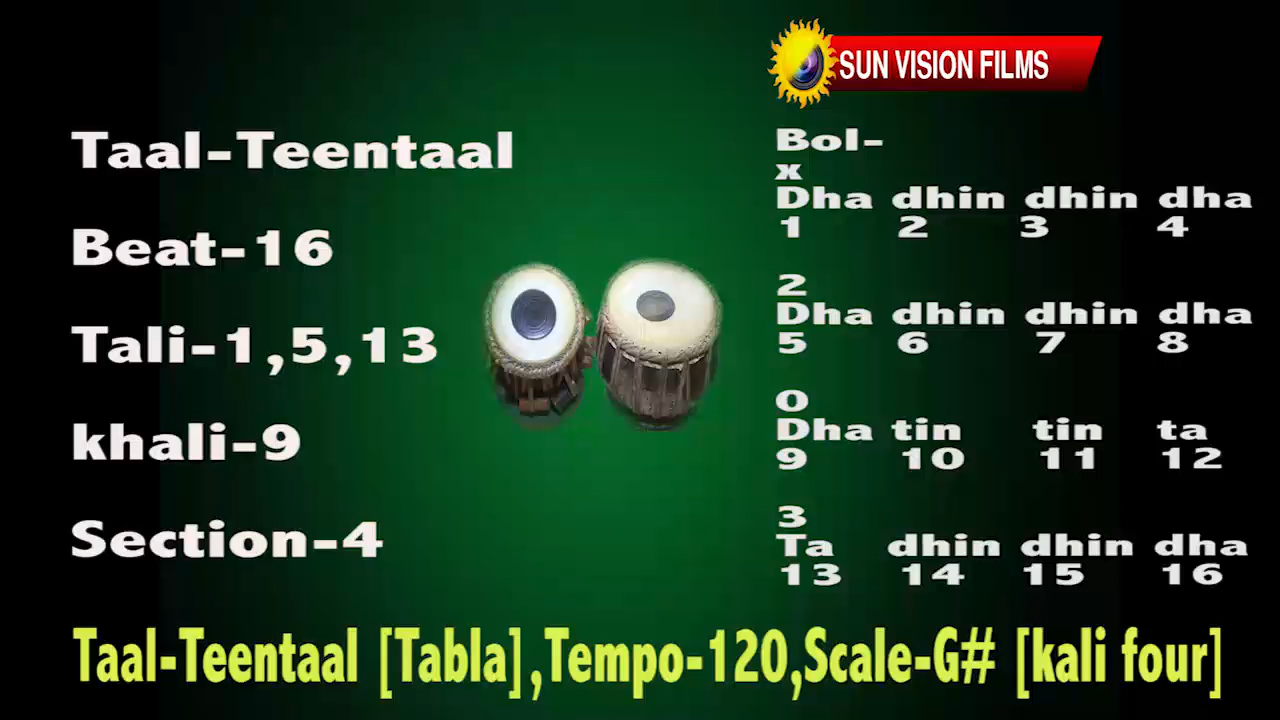 SUN VISION FILMS
Taal-Teentaal
Beat-16
Tali-1,5,13
khali-9
Section-4
Bol-
x
Dha dhin dhin dha
1 2 3 4
2
Dha dhin dhin dha
5 6 7 8
0
Dha tin tin ta
9 10 11 12
3
Ta dhin dhin dha
13 14 15 16
Taal-Teentaal [Tabla],Tempo-120,Scale-G# [kali four]